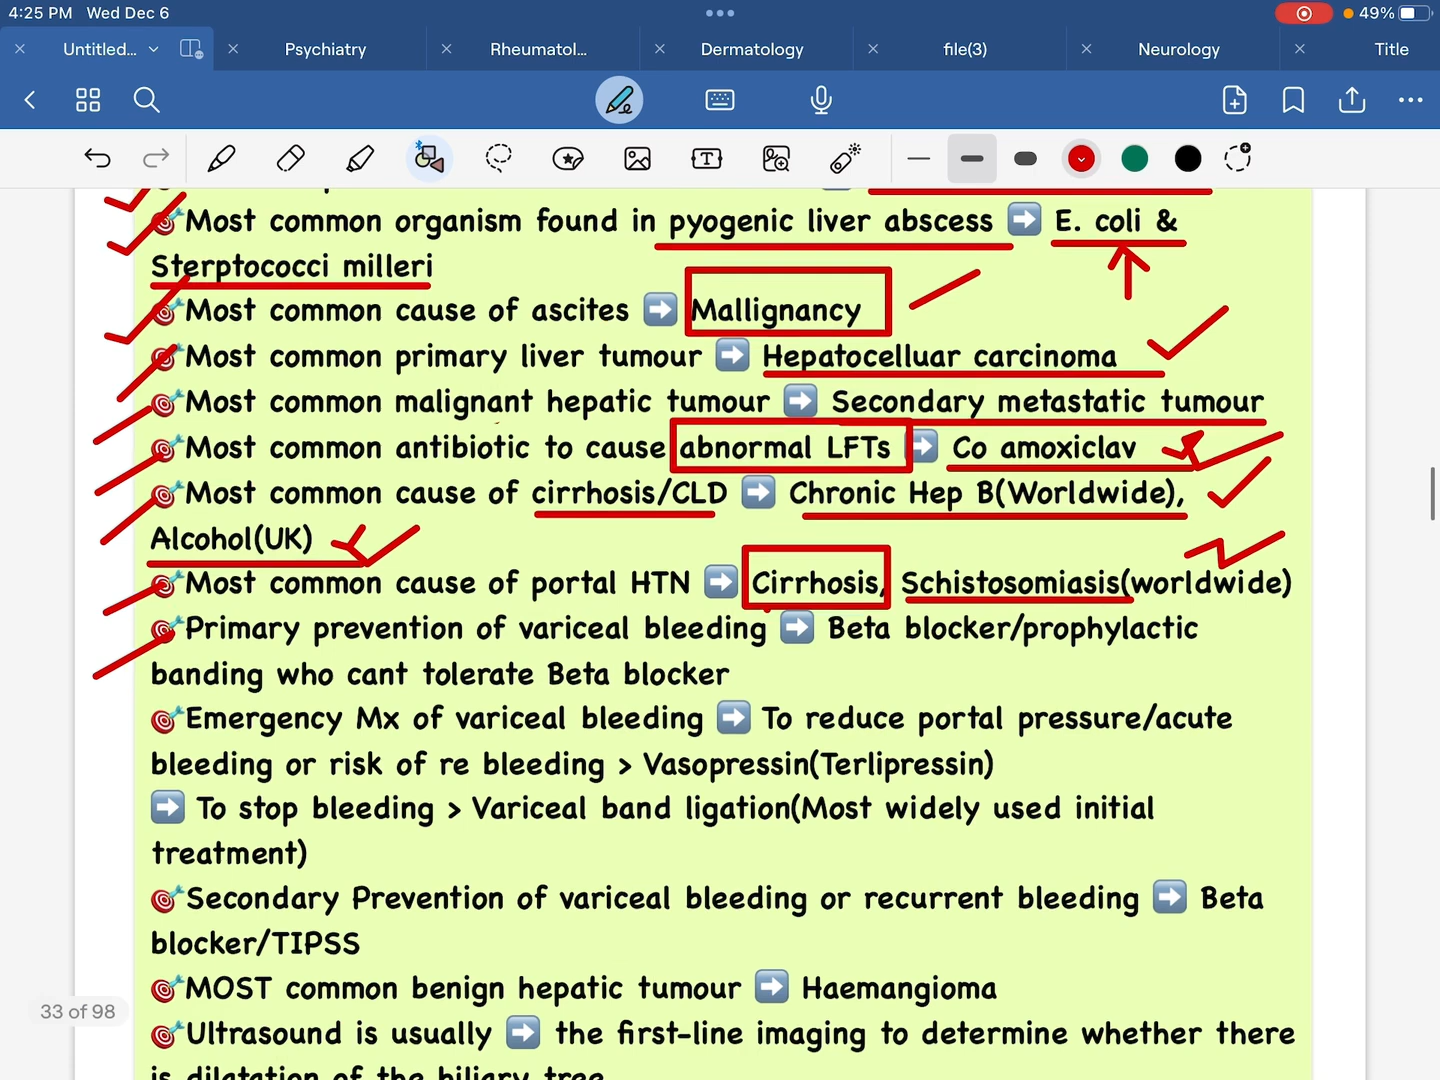 4:25 PM Wed Dec 6
49%
Untitled...
Psychiatry
Rheumatol...
Dermatology
file(3)
Neurology
Title
Most common organism found in pyogenic liver abscess ➡ E. coli &
Sterptococci milleri
Most common cause of ascites ➡ Mallignancy
Most common primary liver tumour ➡ Hepatocelluar carcinoma
Most common malignant hepatic tumour ➡ Secondary metastatic tumour
Most common antibiotic to cause abnormal LFTs ➡ Co amoxiclav
Most common cause of cirrhosis/CLD ➡ Chronic Hep B(Worldwide),
Alcohol(UK)
Most common cause of portal HTN ➡ Cirrhosis, Schistosomiasis(worldwide)
Primary prevention of variceal bleeding ➡ Beta blocker/prophylactic
banding who cant tolerate Beta blocker
Emergency Mx of variceal bleeding ➡ To reduce portal pressure/acute
bleeding or risk of re bleeding > Vasopressin(Terlipressin)
➡ To stop bleeding > Variceal band ligation(Most widely used initial
treatment)
Secondary Prevention of variceal bleeding or recurrent bleeding ➡ Beta
blocker/TIPSS
MOST common benign hepatic tumour ➡ Haemangioma
33 of 98
Ultrasound is usually ➡ the first-line imaging to determine whether there
is dilatation of the biliary tree